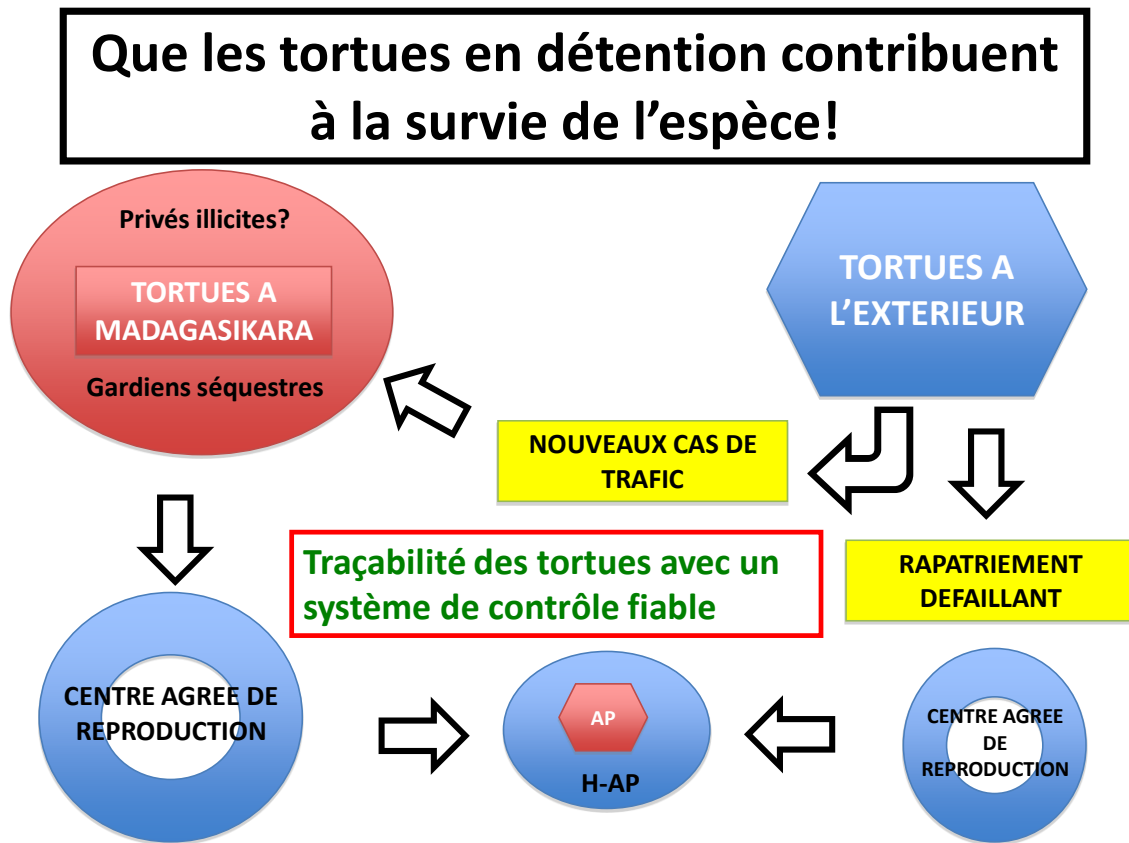 Que les tortues en détention contribuent
à la survie de l’espèce!
Privés illicites?
TORTUES A
MADAGASIKARA
Gardiens séquestres
TORTUES A
L’EXTERIEUR
NOUVEAUX CAS DE
TRAFIC
Traçabilité des tortues avec un
système de contrôle fiable
RAPATRIEMENT
DEFAILLANT
CENTRE AGREE DE
REPRODUCTION
AP
H-AP
CENTRE AGREE
DE
REPRODUCTION